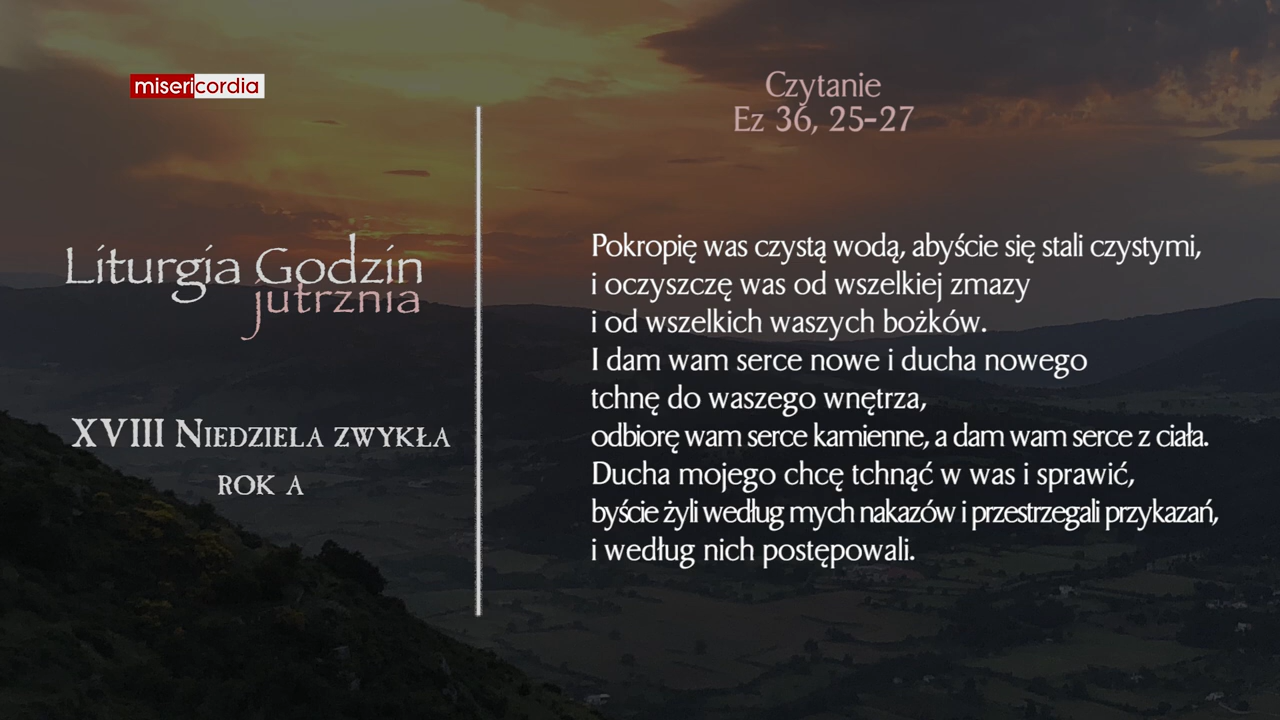 misericordia
Liturgia Godzin
jutrznia
XVIII Niedziela zwykła
rok A
Czytanie
Ez 36, 25-27
Pokropię was czystą wodą, abyście się stali czystymi,
i oczyszczę was od wszelkiej zmazy
i od wszelkich waszych bożków.
I dam wam serce nowe i ducha nowego
tchnę do waszego wnętrza,
odbiorę wam serce kamienne, a dam wam serce z ciała.
Ducha mojego chcę tchnąć w was i sprawić,
byście żyli według mych nakazów i przestrzegali przykazań,
i według nich postępowali.